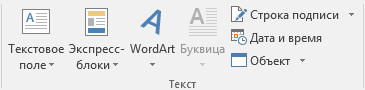 Текстовое поле
Экспресс-блоки
WordArt
Буквица
Строка подписи
Дата и время
Объект
Текст